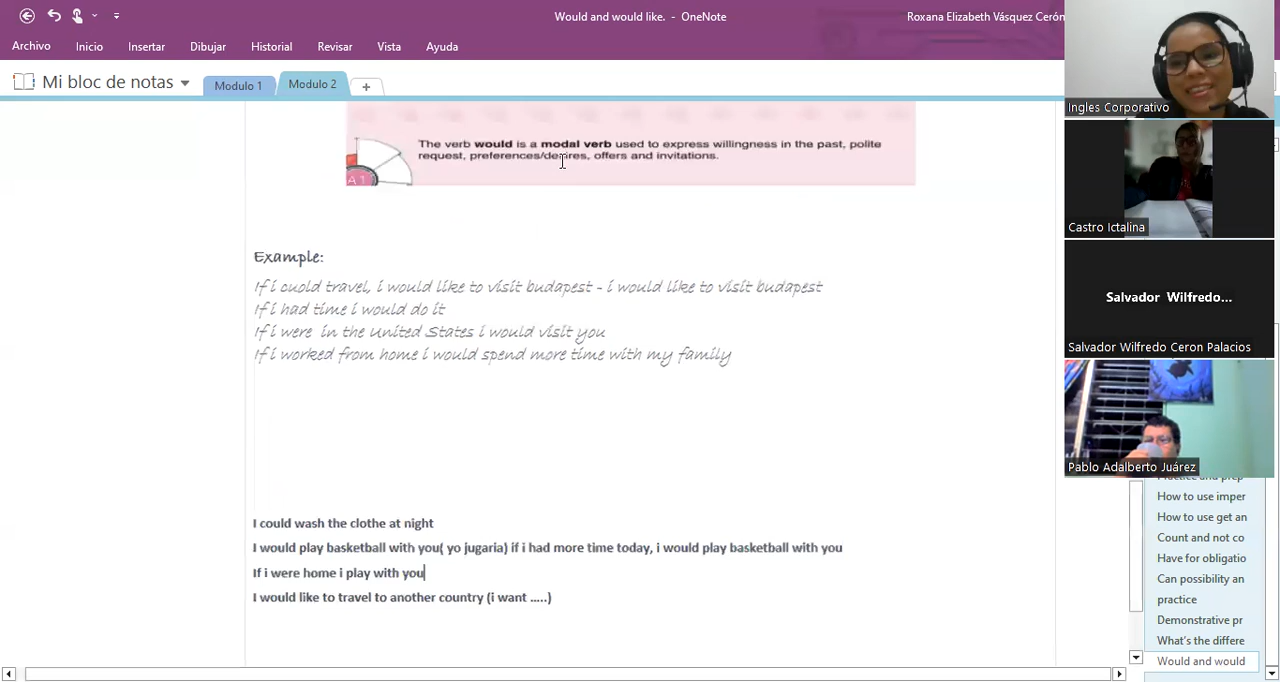 Would and would like. - OneNote
Roxana Elizabeth Vásquez Cerón
Archivo Inicio Insertar Dibujar Historial Revisar Vista Ayuda
Mi bloc de notas Modulo 1 Modulo 2 +
The verb would is a modal verb used to express willingness in the past, polite
request, preferences/desires, offers and invitations.
A1
Example:
If i cuold travel, i would like to visit budapest - i would like to visit budapest
If i had time i would do it
If i were in the United States i would visit you
If i worked from home i would spend more time with my family
I could wash the clothe at night
I would play basketball with you( yo jugaria) if i had more time today, i would play basketball with you
If i were home i play with you
I would like to travel to another country (i want .....)
Ingles Corporativo
Castro Ictalina
Salvador Wilfredo...
Salvador Wilfredo Ceron Palacios
Pablo Adalberto Juárez
Practice and prep
How to use imper
How to use get an
Count and not co
Have for obligatio
Can possibility an
practice
Demonstrative pr
What's the differe
Would and would